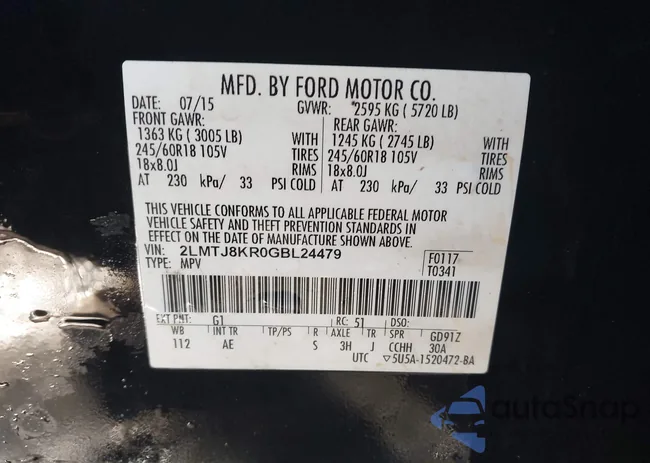 MFD. BY FORD MOTOR CO.
DATE: 07/15 GVWR: *2595 KG ( 5720 LB)
FRONT GAWR: REAR GAWR:
1363 KG ( 3005 LB) WITH 1245 KG ( 2745 LB) WITH
245/60R18 105V TIRES 245/60R18 105V TIRES
18x8.0J RIMS 18x8.0J RIMS
AT 230 kPa/ 33 PSI COLD AT 230 kPa/ 33 PSI COLD
THIS VEHICLE CONFORMS TO ALL APPLICABLE FEDERAL MOTOR
VEHICLE SAFETY AND THEFT PREVENTION STANDARDS IN
EFFECT ON THE DATE OF MANUFACTURE SHOWN ABOVE.
VIN: 2LMTJ8KR0GBL24479 F0117
TYPE: MPV T0341
EXT PNT: G1 RC: 51 DSO:
WB INT TR TP/PS R AXLE TR SPR GD91Z
112 AE S 3H J CCHH 30A
UTC ▽5U5A-1520472-BA
autoSnap